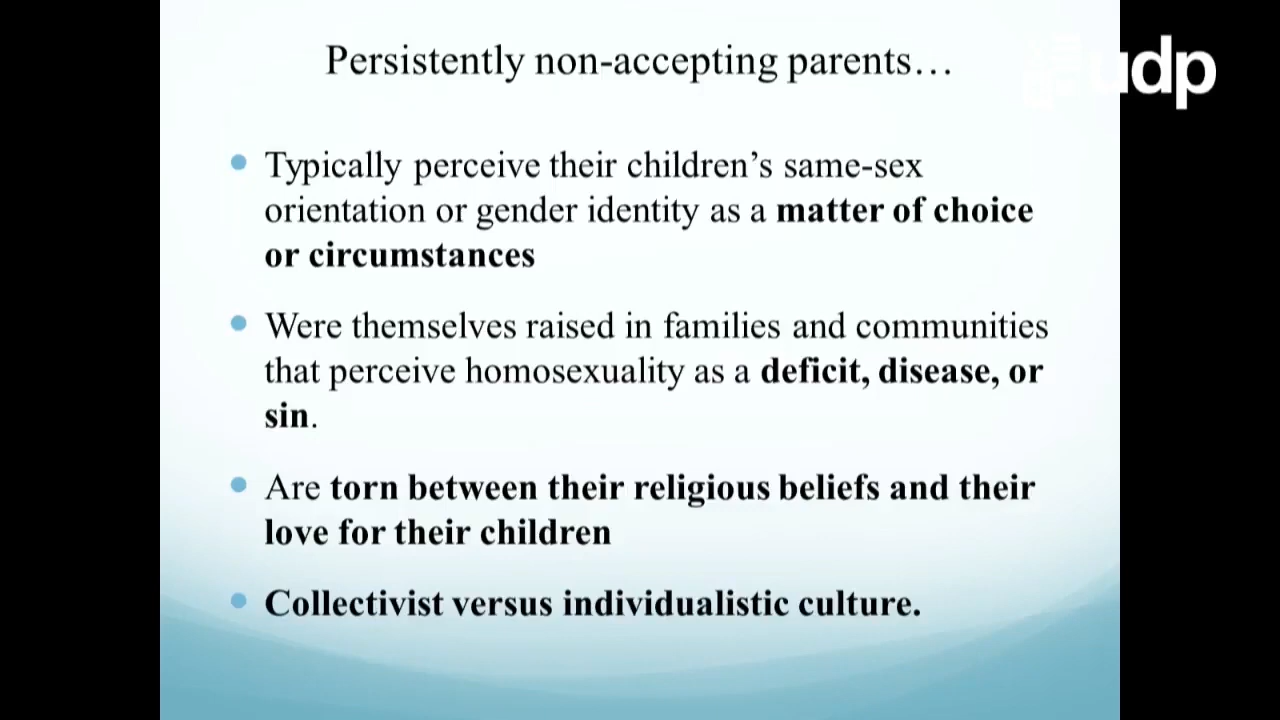 Persistently non-accepting parents…
udp
• Typically perceive their children’s same-sex
orientation or gender identity as a matter of choice
or circumstances
• Were themselves raised in families and communities
that perceive homosexuality as a deficit, disease, or
sin.
• Are torn between their religious beliefs and their
love for their children
• Collectivist versus individualistic culture.